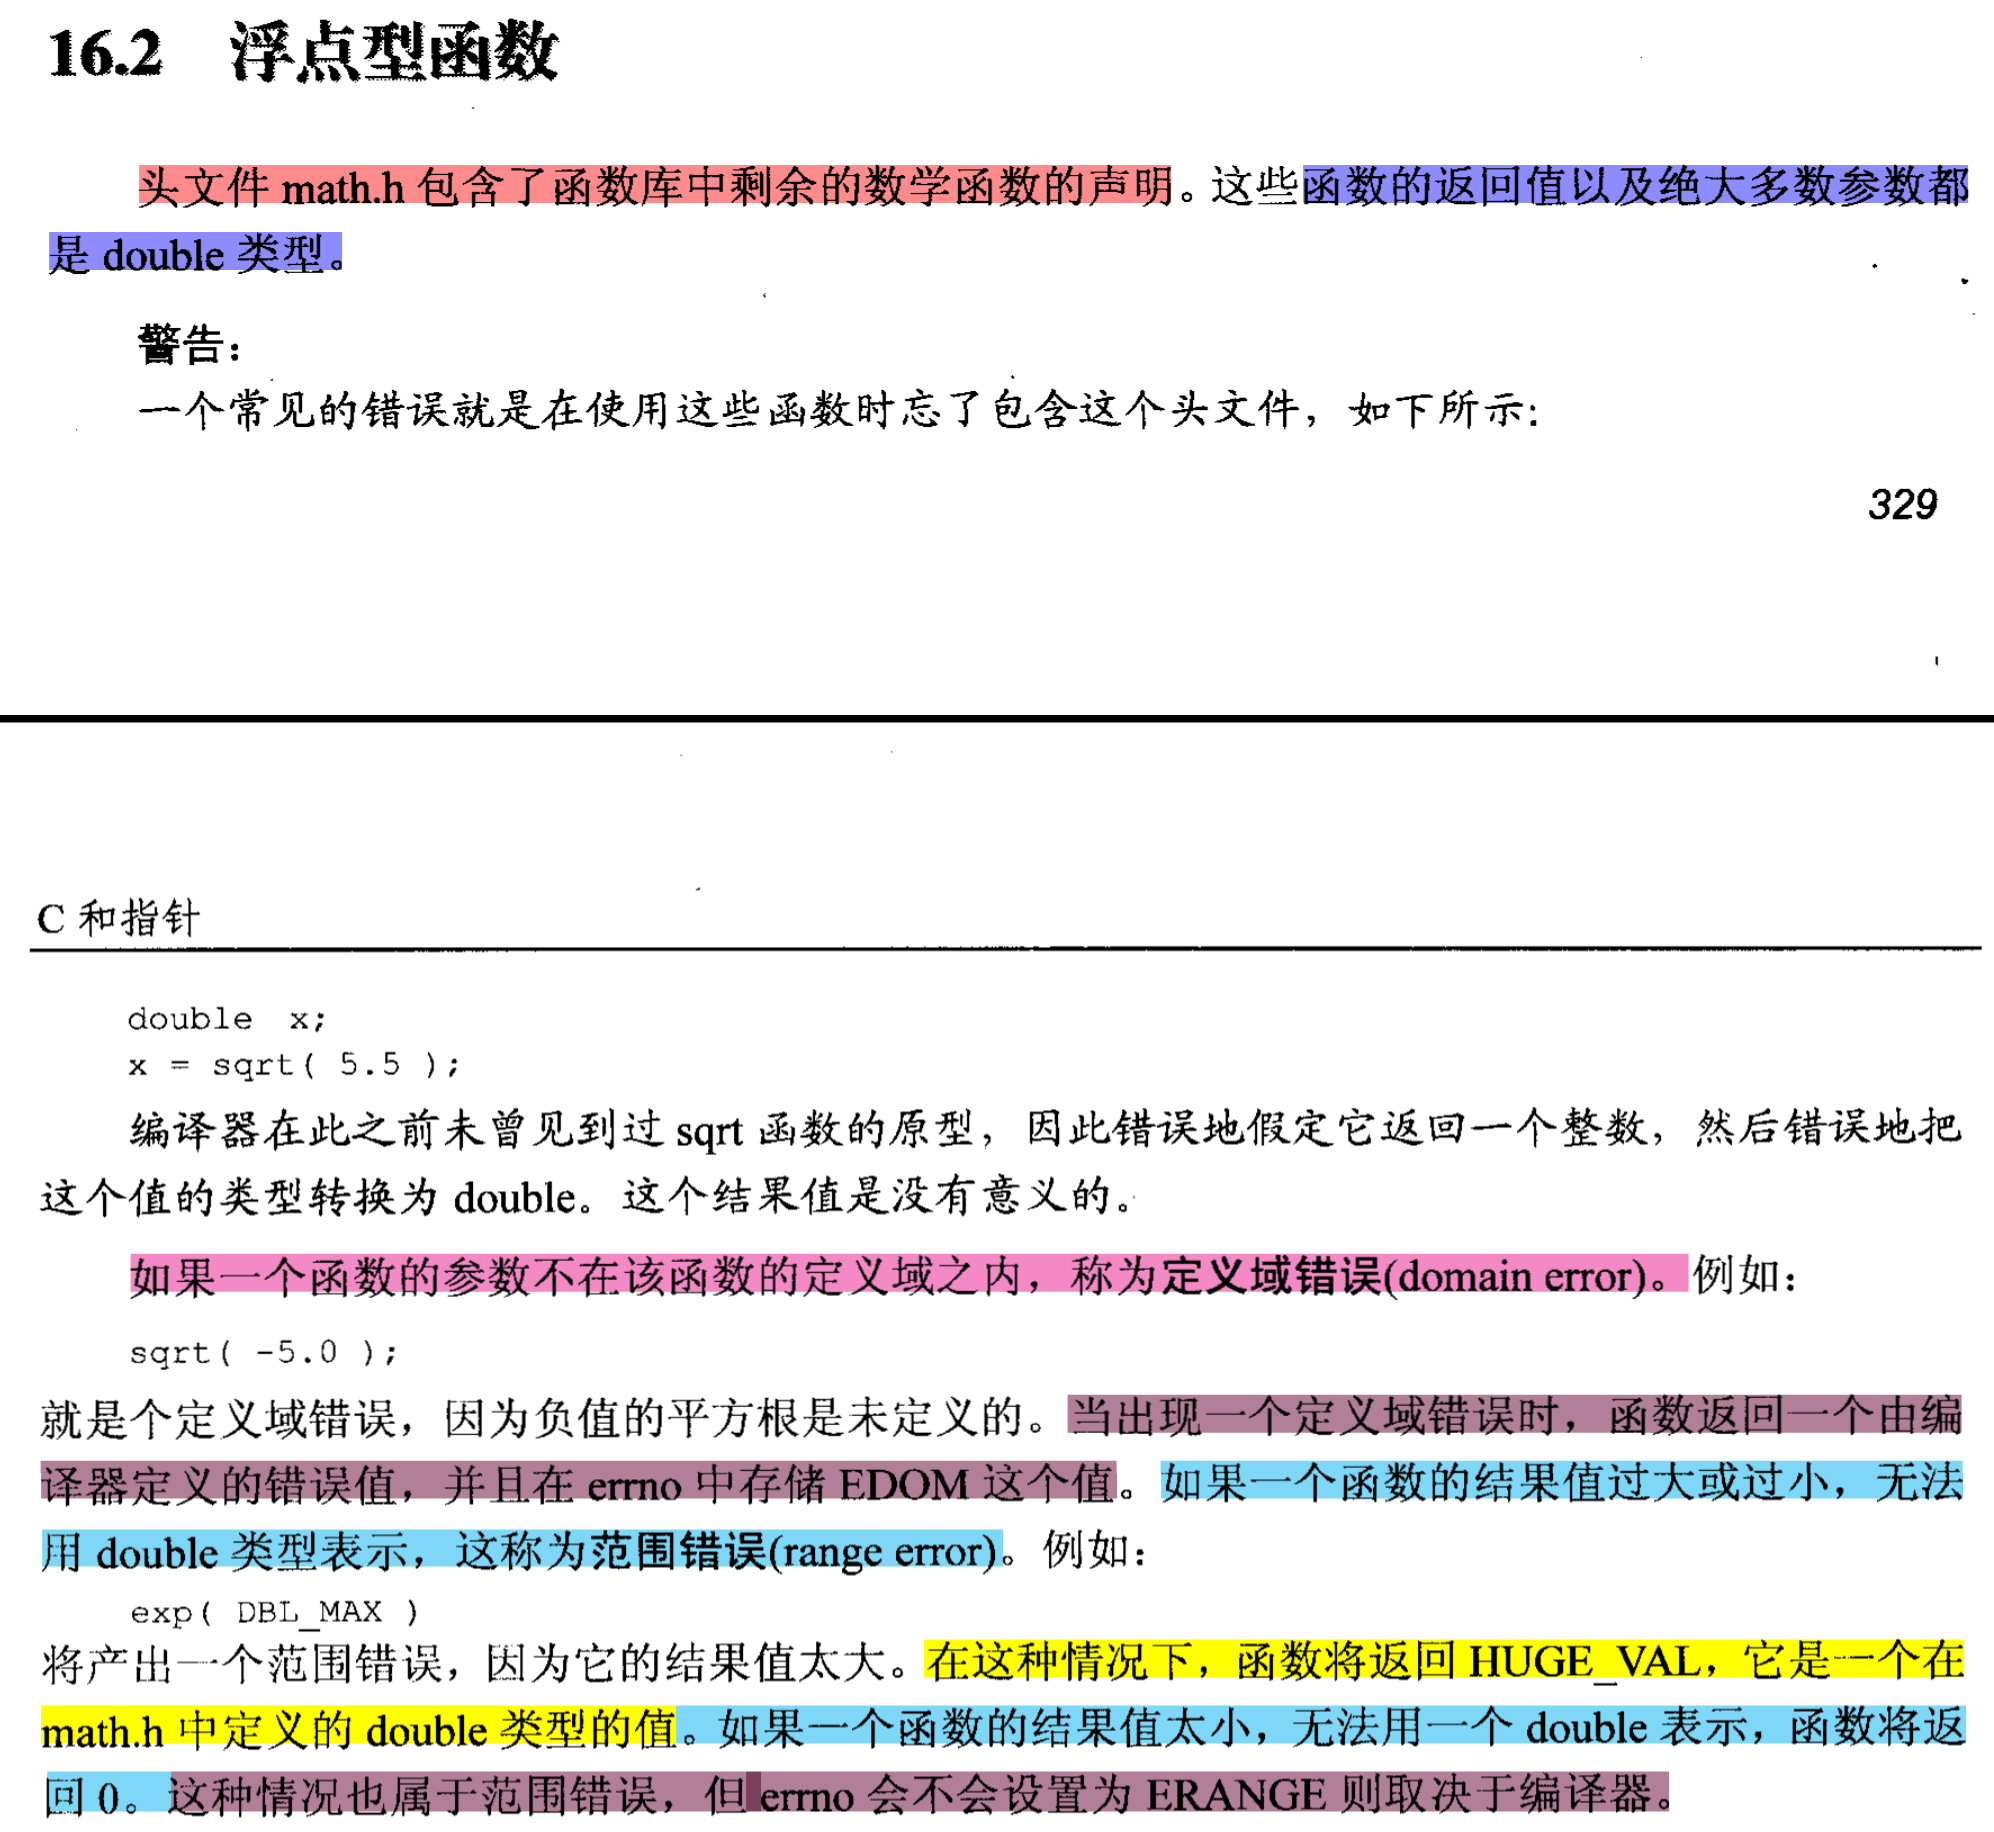 16.2 浮点型函数
头文件 math.h 包含了函数库中剩余的数学函数的声明。这些函数的返回值以及绝大多数参数都
是 double 类型。
警告：
一个常见的错误就是在使用这些函数时忘了包含这个头文件，如下所示：
329
C 和指针
double x;
x = sqrt( 5.5 );
编译器在此之前未曾见到过 sqrt 函数的原型，因此错误地假定它返回一个整数，然后错误地把
这个值的类型转换为 double。这个结果值是没有意义的。
如果一个函数的参数不在该函数的定义域之内，称为定义域错误(domain error)。例如：
sqrt( -5.0 );
就是个定义域错误，因为负值的平方根是未定义的。当出现一个定义域错误时，函数返回一个由编
译器定义的错误值，并且在 errno 中存储 EDOM 这个值。如果一个函数的结果值过大或过小，无法
用 double 类型表示，这称为范围错误(range error)。例如：
exp( DBL_MAX )
将产出一个范围错误，因为它的结果值太大。在这种情况下，函数将返回 HUGE_VAL，它是一个在
math.h 中定义的 double 类型的值。如果一个函数的结果值太小，无法用一个 double 表示，函数将返
回 0。这种情况也属于范围错误，但 errno 会不会设置为 ERANGE 则取决于编译器。